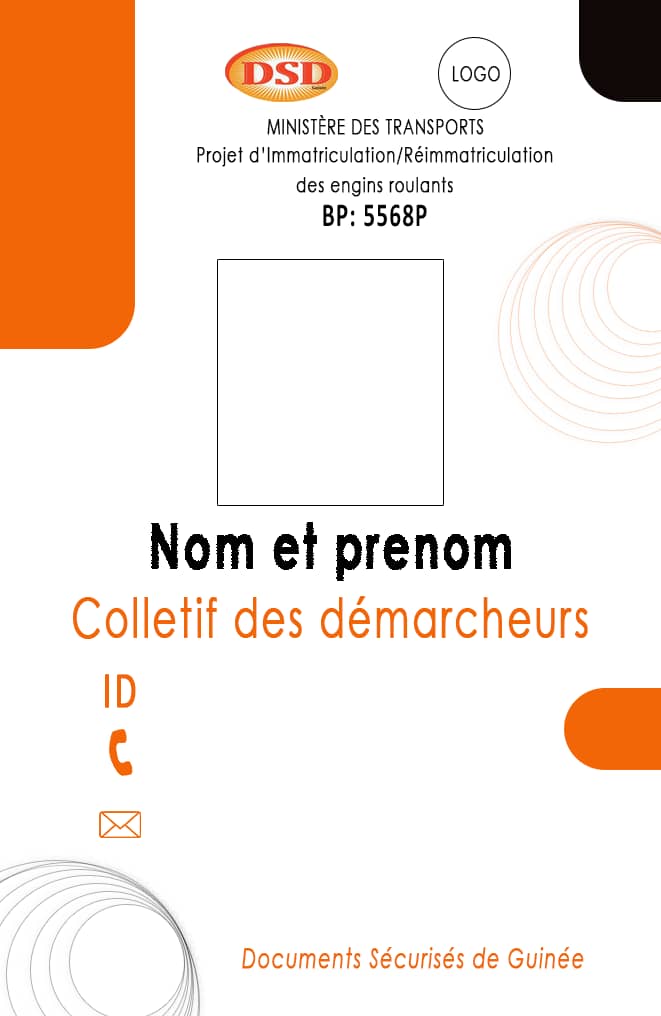 DSD
LOGO
MINISTÈRE DES TRANSPORTS
Projet d'Immatriculation/Réimmatriculation
des engins roulants
BP: 5568P
Nom et prenom
Colletif des démarcheurs
ID
Documents Sécurisés de Guinée